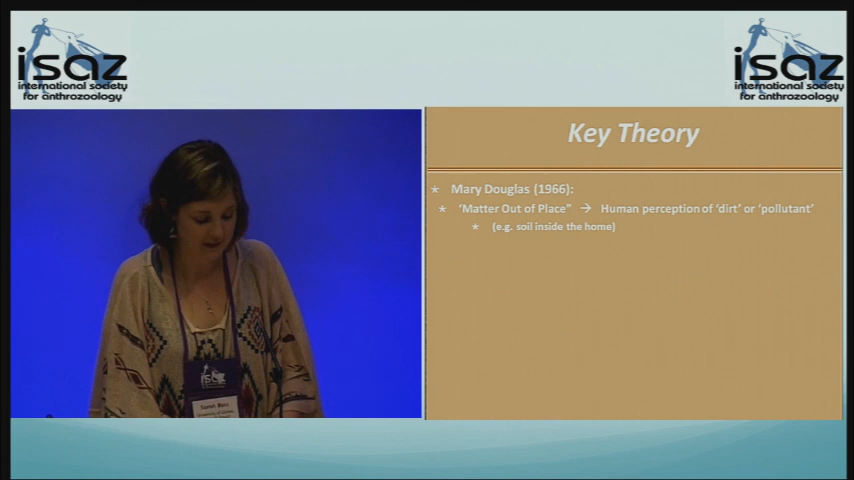 isaz
international society
for anthrozoology
isaz
international society
for anthrozoology
Key Theory
Mary Douglas (1966):
‘Matter Out of Place” → Human perception of ‘dirt’ or ‘pollutant’
(e.g. soil inside the home)
isaz